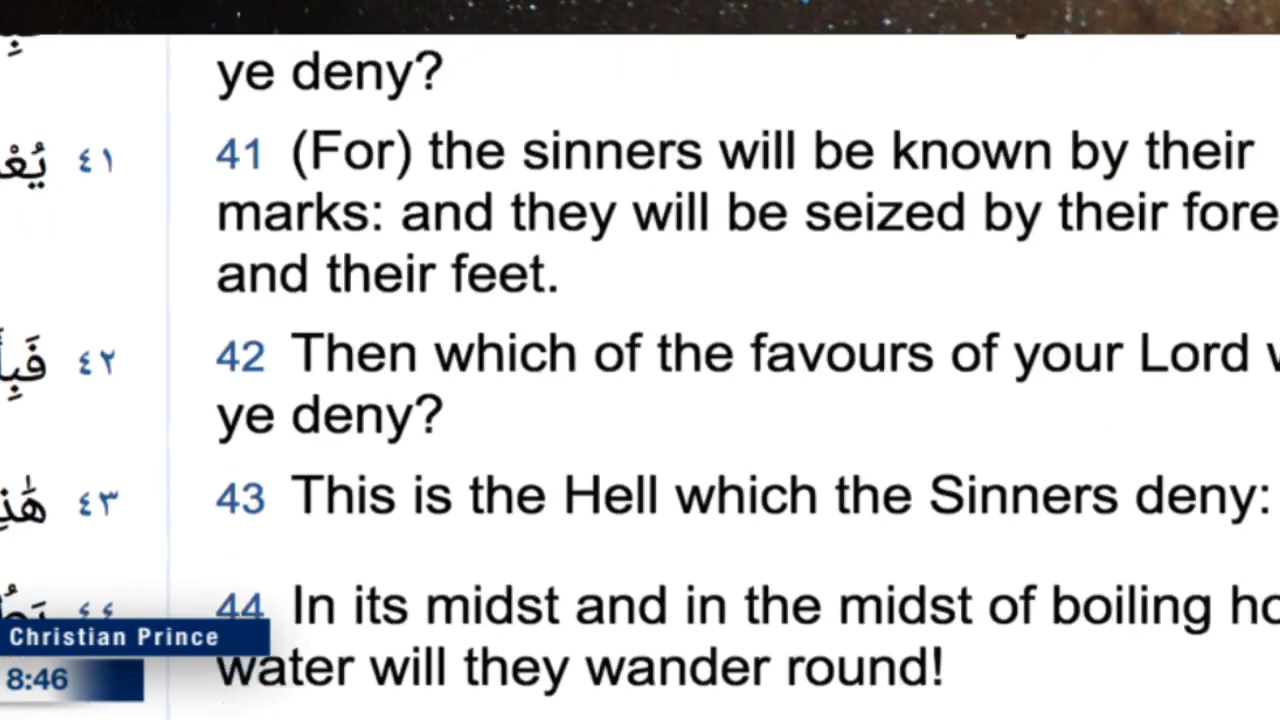 ye deny?
٤١ 41 (For) the sinners will be known by their
marks: and they will be seized by their fore
and their feet.
٤٢ 42 Then which of the favours of your Lord
ye deny?
٤٣ 43 This is the Hell which the Sinners deny:
٤٤ 44 In its midst and in the midst of boiling
water will they wander round!
Christian Prince
8:46